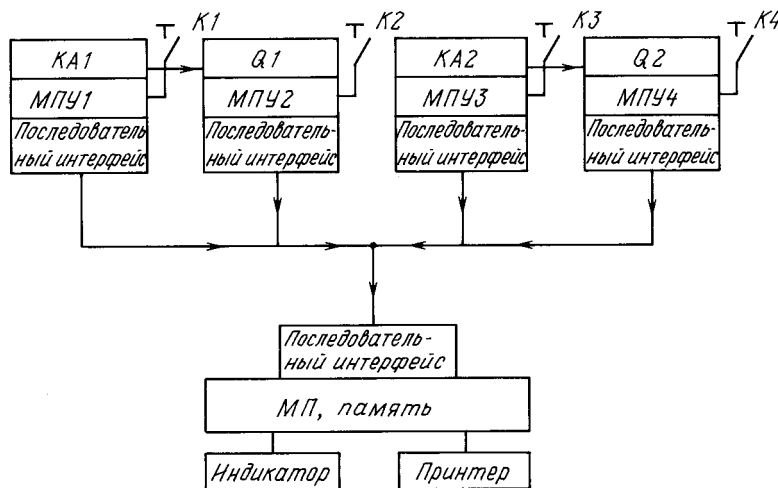 К1
К2
К3
К4
КА1
Q1
КА2
Q2
МПУ1
МПУ2
МПУ3
МПУ4
Последователь
ный интерфейс
Последователь-
ный интерфейс
Последователь-
ный интерфейс
Последователь-
ный интерфейс
Последователь-
ный интерфейс
МП, память
Индикатор
Принтер